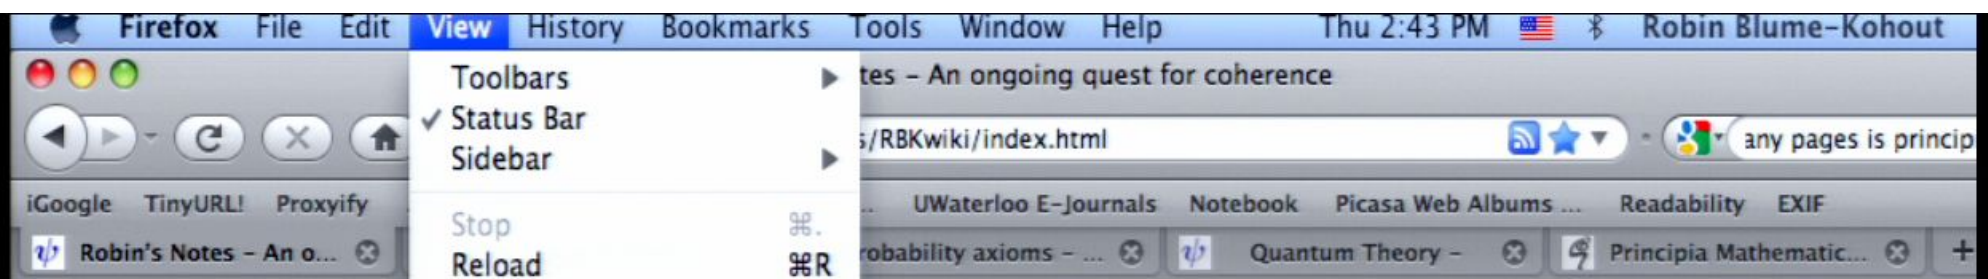 Firefox File Edit View History Bookmarks Tools Window Help Thu 2:43 PM Robin Blume-Kohout
Toolbars
tes – An ongoing quest for coherence
✓ Status Bar
s/RBKwiki/index.html
any pages is princip
Sidebar
iGoogle TinyURL! Proxyify
... UWaterloo E-Journals Notebook Picasa Web Albums ... Readability EXIF
Stop ⌘.
Robin's Notes – An o...
Reload ⌘R
robability axioms – ... Quantum Theory – Principia Mathematic... +